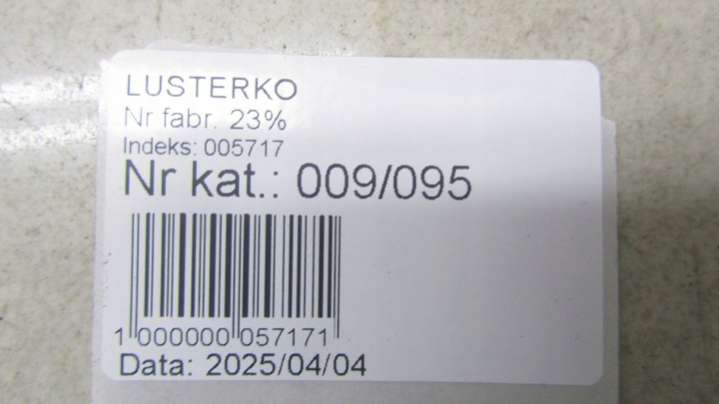 LUSTERKO
Nr fabr. 23%
Indeks: 005717
Nr kat.: 009/095
1 000000 057171
Data: 2025/04/04